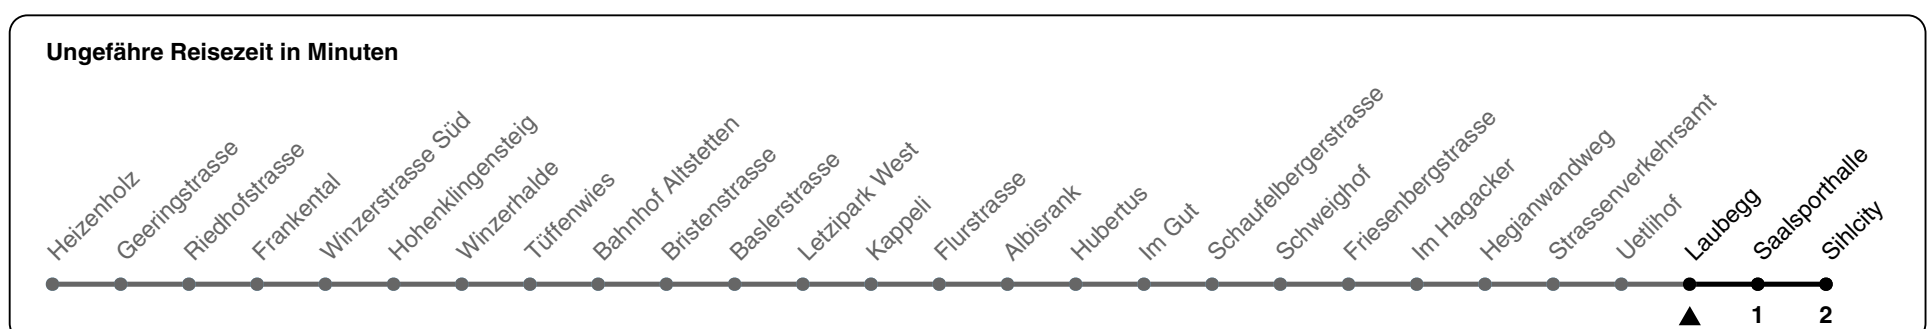 Ungefähre Reisezeit in Minuten
Heizenholz
Geeringstrasse
Riedhofstrasse
Frankental
Winzerstrasse Süd
Hohenklingensteig
Winzerhalde
Tüffenwies
Bahnhof Altstetten
Bristenstrasse
Baslerstrasse
Letzipark West
Kappeli
Flurstrasse
Albisrank
Hubertus
Im Gut
Schaufelbergerstrasse
Schweighof
Friesenbergstrasse
Im Hagacker
Hegianwandweg
Strassenverkehrsamt
Uetlihof
Laubegg
Saalsporthalle
Sihlcity
1 2